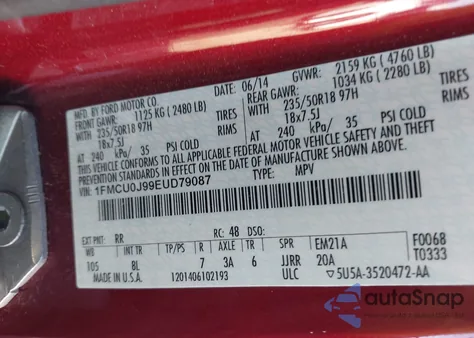 MFD. BY FORD MOTOR CO.
06/14 GVWR: 2159 KG (4760 LB)
FRONT GAWR: 1125 KG (2480 LB) REAR GAWR: 1034 KG (2280 LB)
WITH 235/50R18 97H TIRES WITH 235/50R18 97H TIRES
18x7.5J RIMS 18x7.5J RIMS
AT 240 kPa/ 35 PSI COLD AT 240 kPa/ 35 PSI COLD
THIS VEHICLE CONFORMS TO ALL APPLICABLE FEDERAL MOTOR VEHICLE SAFETY AND THEFT
PREVENTION STANDARDS IN EFFECT ON THE DATE OF MANUFACTURE SHOWN ABOVE.
VIN: 1FMCU0J99EUD79087 TYPE: MPV
EXT PNT: RR RC: 48 DSO: F0068
WB INT TR TP/PS R AXLE TR SPR EM21A T0333
105 8L 7 3A 6 JJRR 20A
1201406102193 ULC ▽5U5A-3520472-AA
autoSnap